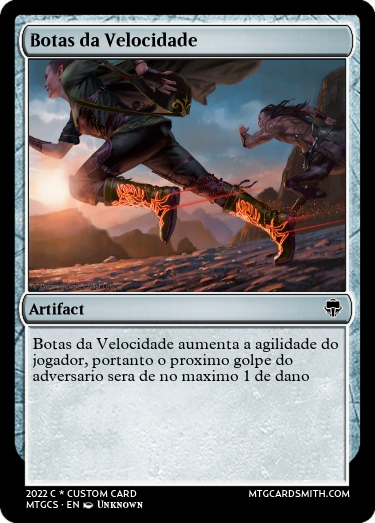 Botas da Velocidade
Artifact
Botas da Velocidade aumenta a agilidade do
jogador, portanto o proximo golpe do
adversario sera de no maximo 1 de dano
2022 C * CUSTOM CARD
MTGCARDSMITH.COM
MTGCS · EN UNKNOWN